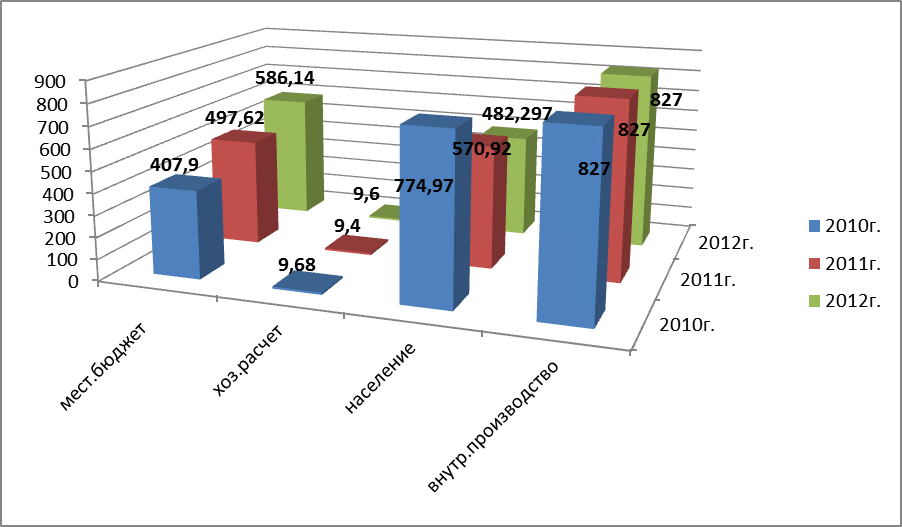 900
800
700
600
500
400
300
200
100
0
407,9
497,62
586,14
9,68
9,4
9,6
774,97
570,92
482,297
827
827
827
мест.бюджет
хоз.расчет
население
внутр.производство
2012г.
2011г.
2010г.
2010г.
2011г.
2012г.